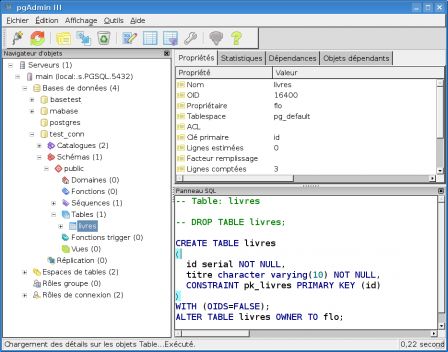 pgAdmin III
Fichier Édition Affichage Outils Aide
Navigateur d'objets
Serveurs (1)
main (local:.s.PGSQL.5432)
Bases de données (4)
basetest
mabase
postgres
test_conn
Catalogues (2)
Schémas (1)
public
Domaines (0)
Fonctions (0)
Séquences (1)
Tables (1)
livres
Fonctions trigger (0)
Vues (0)
Réplication (0)
Espaces de tables (2)
Rôles groupe (0)
Rôles de connexion (2)
Propriétés Statistiques Dépendances Objets dépendants
Propriété Valeur
Nom livres
OID 16400
Propriétaire flo
Tablespace pg_default
ACL
Clé primaire id
Lignes estimées 0
Facteur remplissage
Lignes comptées 3
Panneau SQL
-- Table: livres
-- DROP TABLE livres;
CREATE TABLE livres
(
id serial NOT NULL,
titre character varying(10) NOT NULL,
CONSTRAINT pk_livres PRIMARY KEY (id)
)
WITH (OIDS=FALSE);
ALTER TABLE livres OWNER TO flo;
Chargement des détails sur les objets Table...Exécuté. 0,22 second